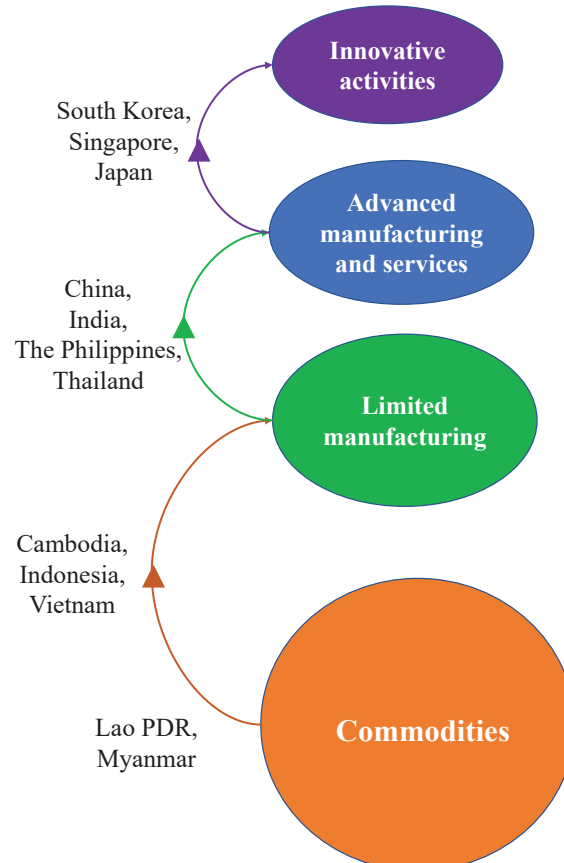 Innovative
activities
South Korea,
Singapore,
Japan
Advanced
manufacturing
and services
China,
India,
The Philippines,
Thailand
Limited
manufacturing
Cambodia,
Indonesia,
Vietnam
Lao PDR,
Myanmar
Commodities